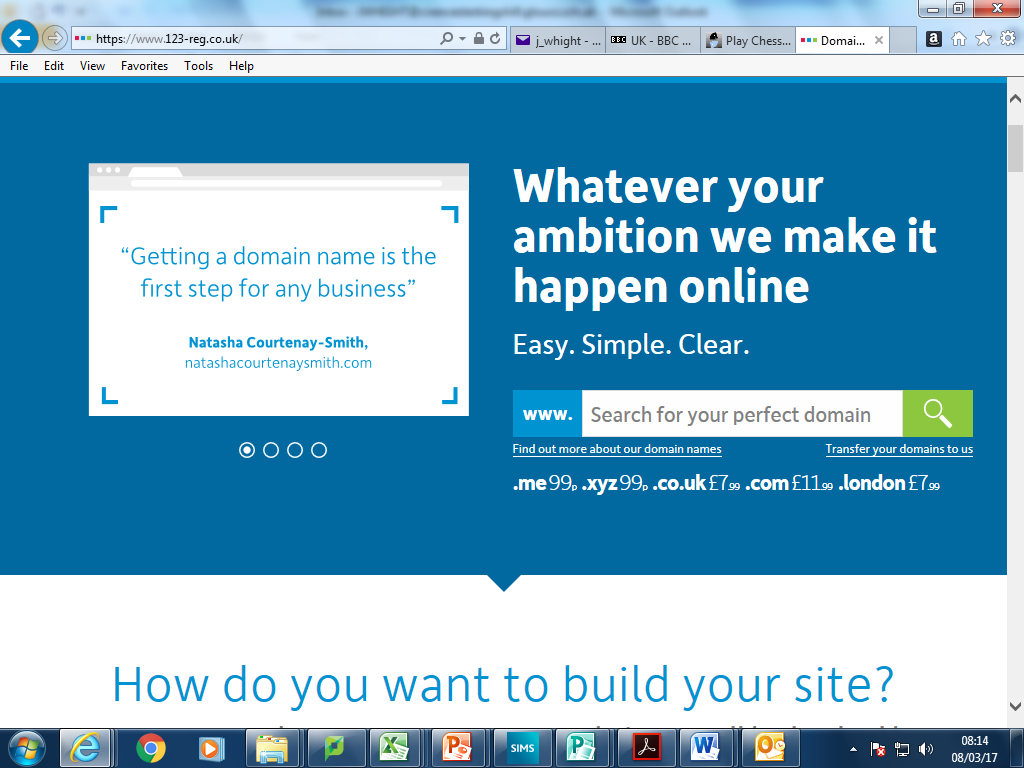 https://www.123-reg.co.uk/
j_whight - ...
BBC UK - BBC ...
Play Chess...
Domai...
File Edit View Favorites Tools Help
Whatever your
ambition we make it
happen online
Easy. Simple. Clear.
“Getting a domain name is the
first step for any business”
Natasha Courtenay-Smith,
natashacourtenaysmith.com
www. Search for your perfect domain
Find out more about our domain names Transfer your domains to us
.me 99p .xyz 99p .co.uk £7.99 .com £11.99 .london £7.99
How do you want to build your site?
SIMS
08:14
08/03/17